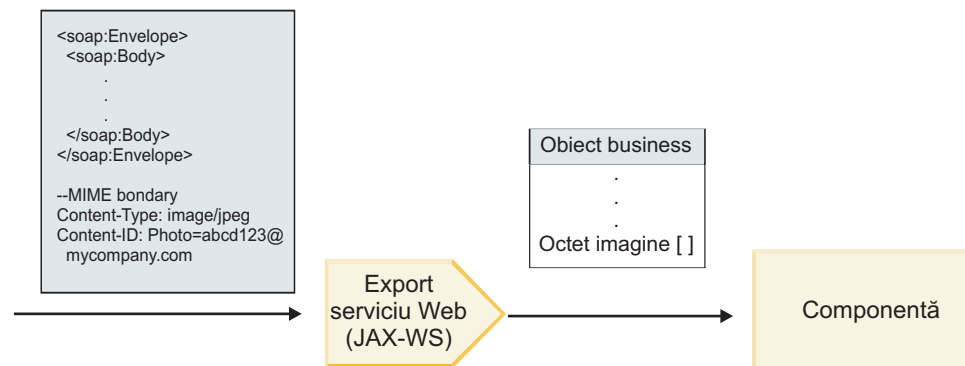 <soap:Envelope>
<soap:Body>
.
.
.
</soap:Body>
</soap:Envelope>
--MIME bondary
Content-Type: image/jpeg
Content-ID: Photo=abcd123@
mycompany.com
Export
serviciu Web
(JAX-WS)
Obiect business
.
.
.
Octet imagine [ ]
Componentă